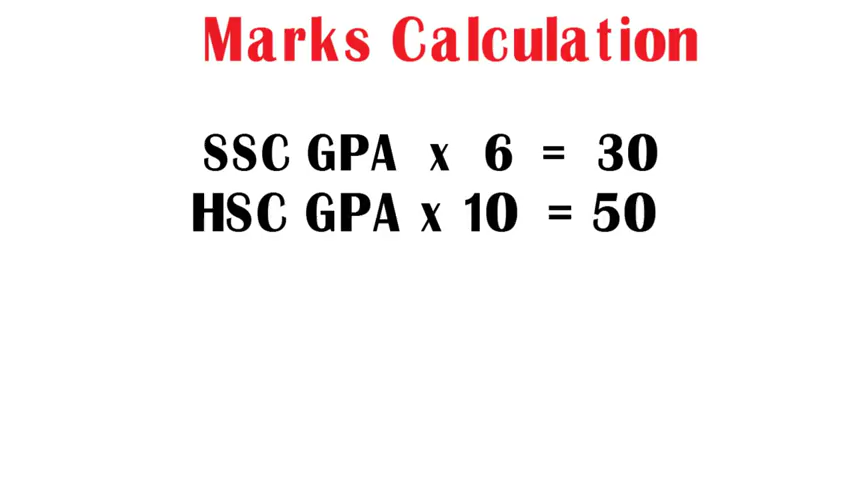 Marks Calculation
SSC GPA x 6 = 30
HSC GPA x 10 = 50